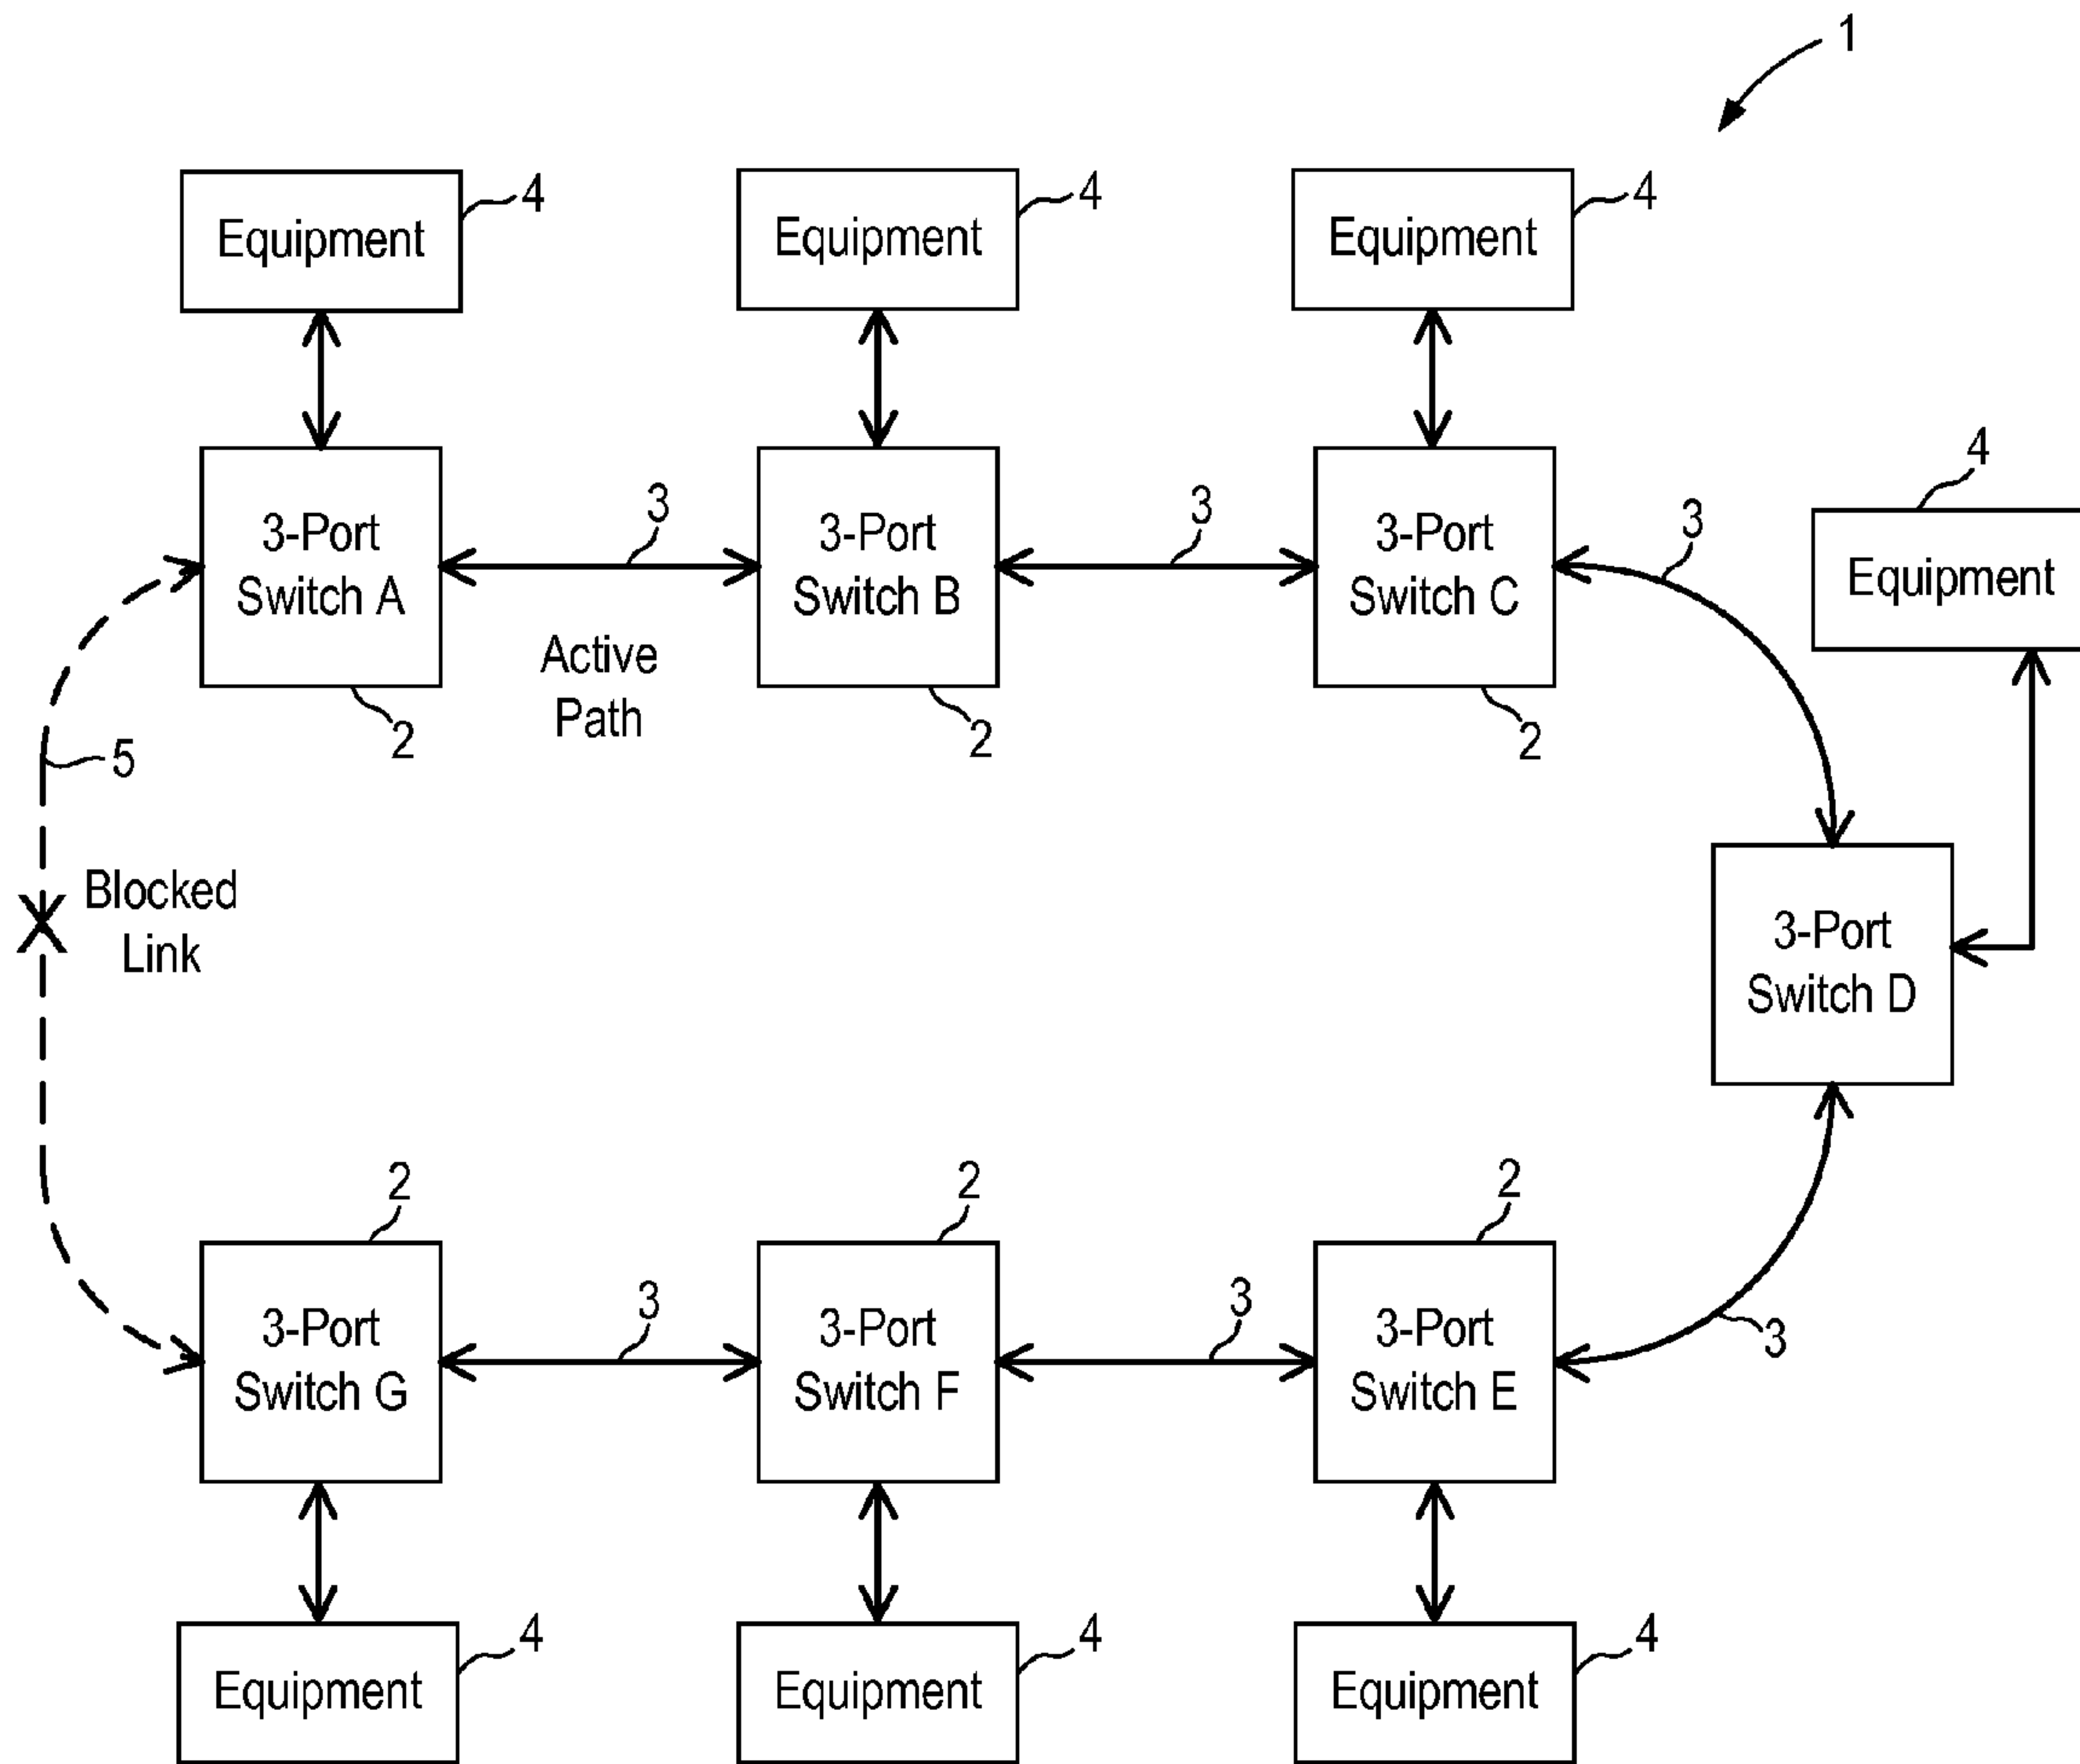 1
4
4
4
Equipment
Equipment
Equipment
4
3
3
3
3-Port
Switch A
3-Port
Switch B
3-Port
Switch C
Equipment
Active
Path
2
2
2
5
Blocked
Link
3-Port
Switch D
2
2
2
3
3
3
3-Port
Switch G
3-Port
Switch F
3-Port
Switch E
4
4
4
Equipment
Equipment
Equipment